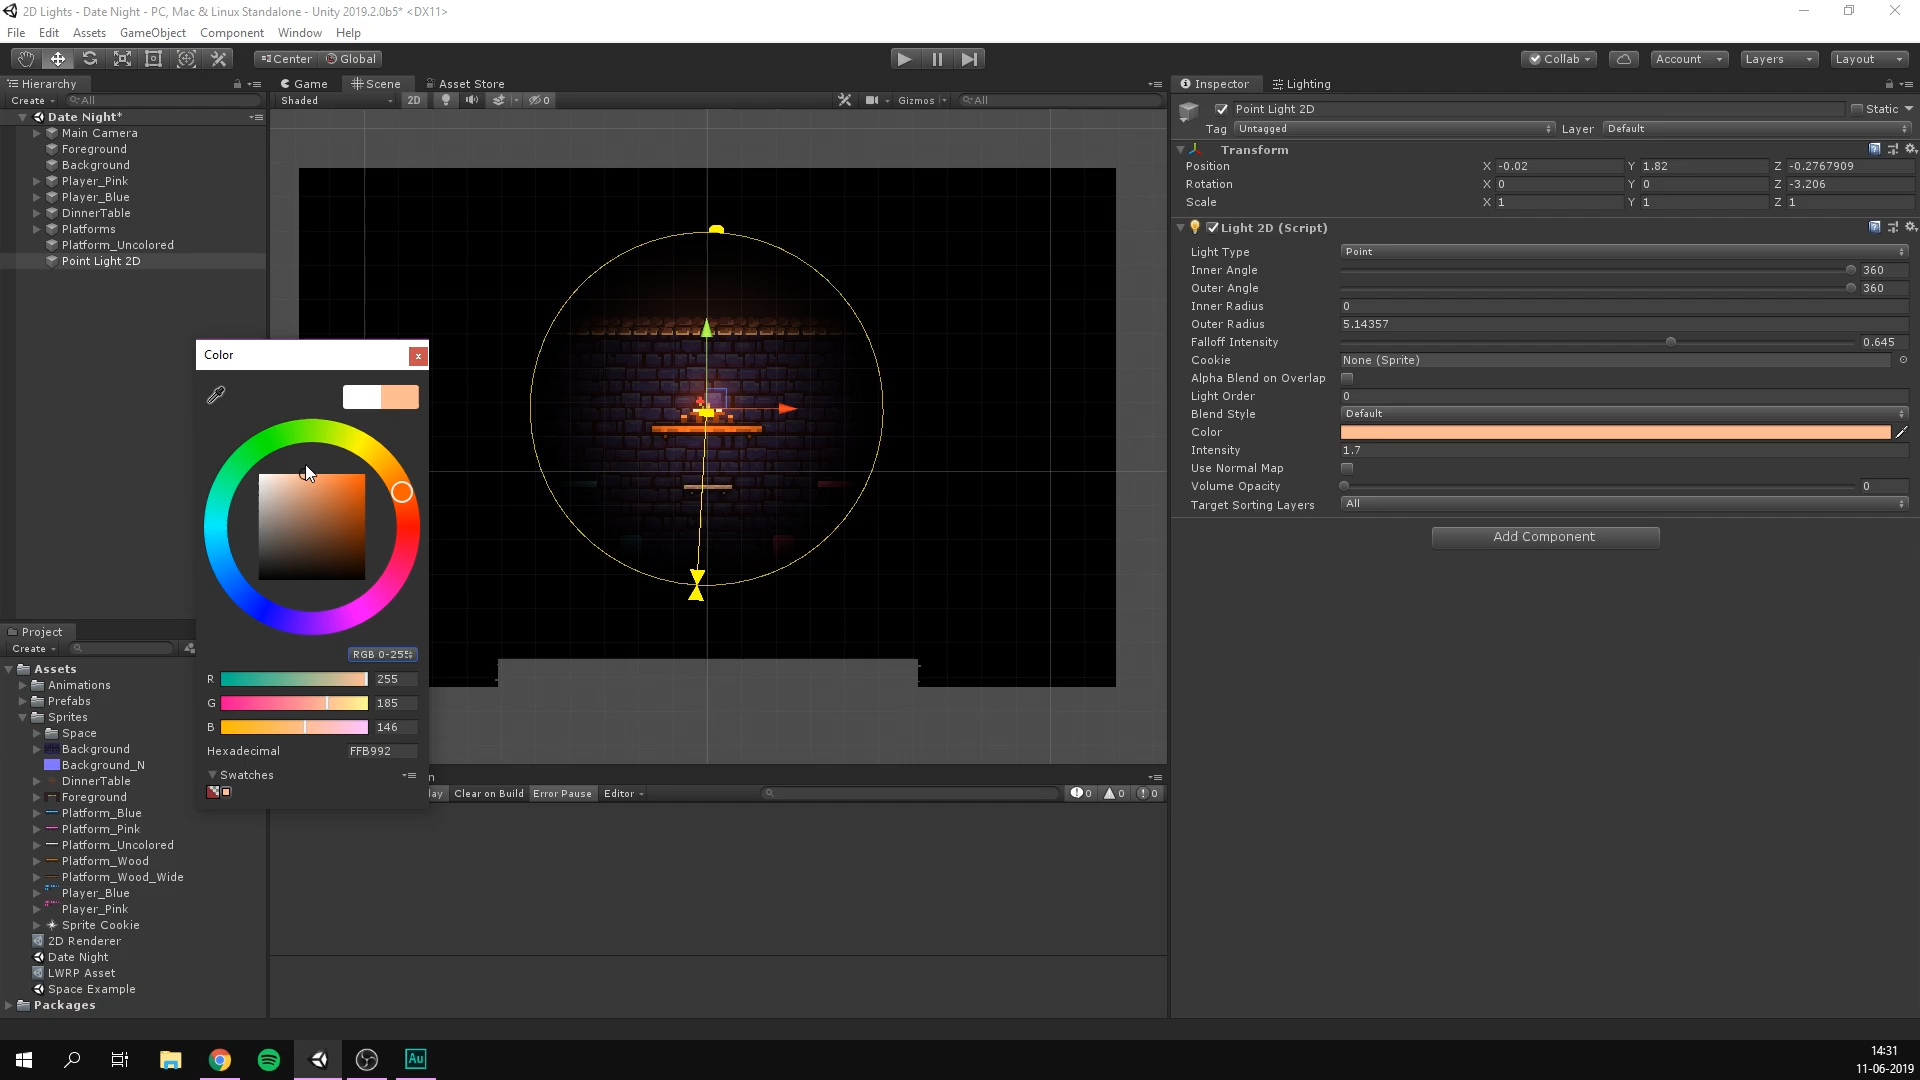 2D Lights - Date Night - PC, Mac & Linux Standalone - Unity 2019.2.0b5* <DX11>
File Edit Assets GameObject Component Window Help
Center Global Collab Account Layers Layout
Hierarchy
Create All
Date Night*
Main Camera
Foreground
Background
Player_Pink
Player_Blue
DinnerTable
Platforms
Platform_Uncolored
Point Light 2D
Game Scene Asset Store
Shaded 2D 0 Gizmos All
Color
RGB 0-255
R 255
G 185
B 146
Hexadecimal FFB992
Swatches
Project
Create
Assets
Animations
Prefabs
Sprites
Space
Background
Background_N
DinnerTable
Foreground
Platform_Blue
Platform_Pink
Platform_Uncolored
Platform_Wood
Platform_Wood_Wide
Player_Blue
Player_Pink
Sprite Cookie
2D Renderer
Date Night
LWRP Asset
Space Example
Packages
n
lay Clear on Build Error Pause Editor 0 0 0
Inspector Lighting
Point Light 2D Static
Tag Untagged Layer Default
Transform
Position X -0.02 Y 1.82 Z -0.2767909
Rotation X 0 Y 0 Z -3.206
Scale X 1 Y 1 Z 1
Light 2D (Script)
Light Type Point
Inner Angle 360
Outer Angle 360
Inner Radius 0
Outer Radius 5.14357
Falloff Intensity 0.645
Cookie None (Sprite)
Alpha Blend on Overlap
Light Order 0
Blend Style Default
Color
Intensity 1.7
Use Normal Map
Volume Opacity 0
Target Sorting Layers All
Add Component
Au
14:31
11-06-2019